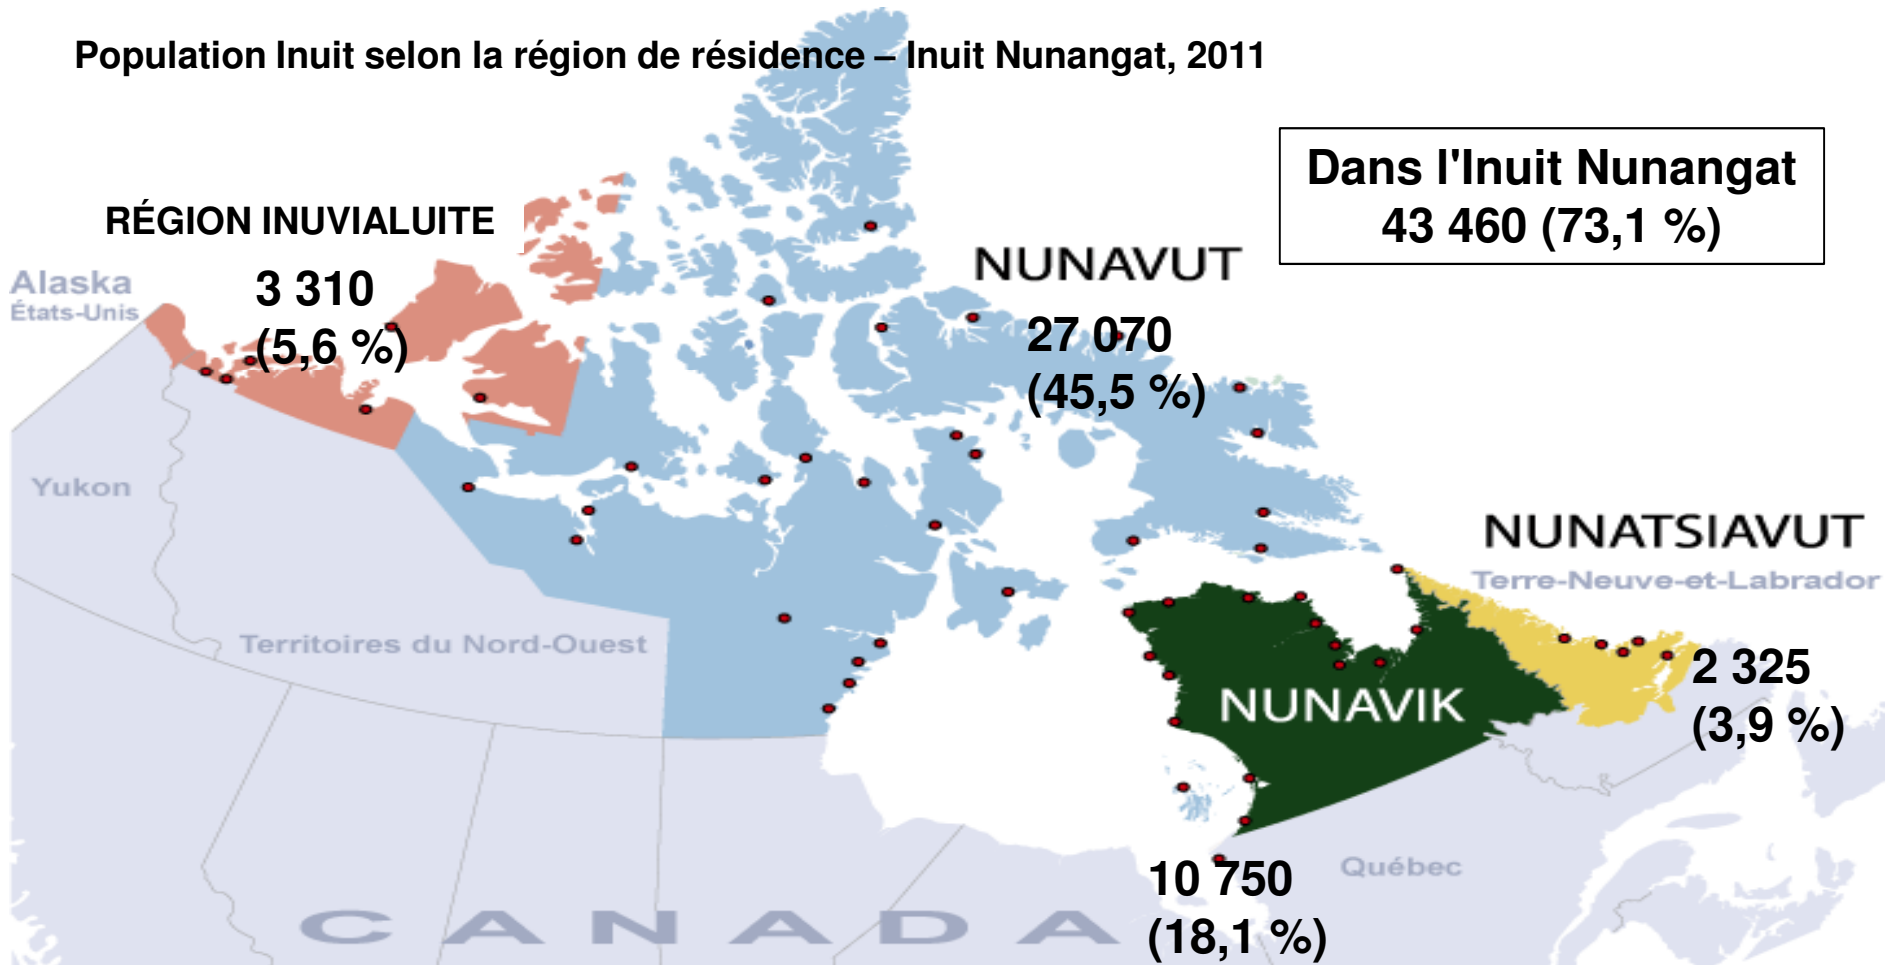 Population Inuit selon la région de résidence – Inuit Nunangat, 2011
Dans l'Inuit Nunangat
43 460 (73,1 %)
RÉGION INUVIALUITE
3 310
(5,6 %)
Alaska
États-Unis
NUNAVUT
27 070
(45,5 %)
Yukon
NUNATSIAVUT
Terre-Neuve-et-Labrador
Territoires du Nord-Ouest
2 325
(3,9 %)
NUNAVIK
Québec
10 750
(18,1 %)
CANADA